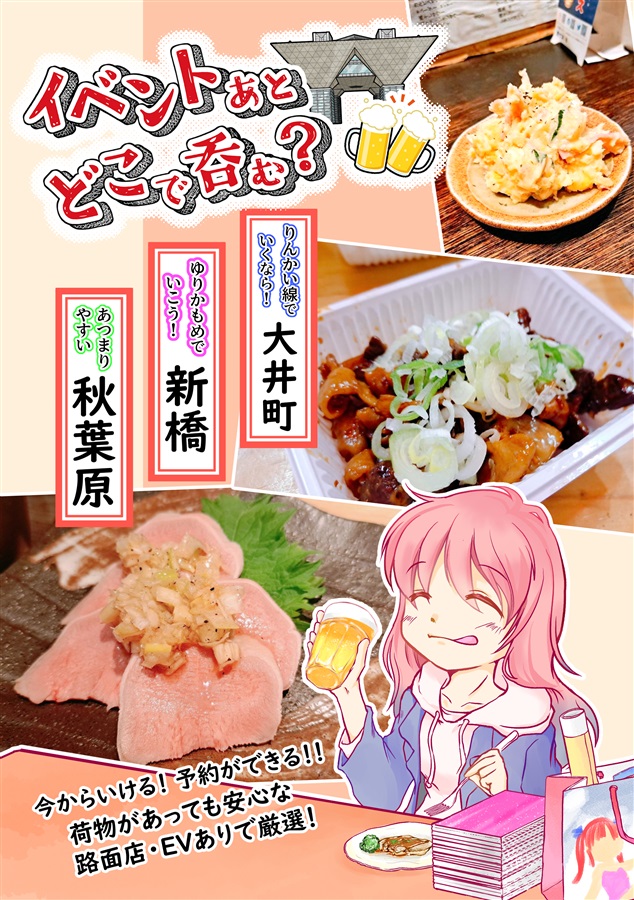 イベントあと
どこで呑む?
りんかい線で
いくなら!
大井町
ゆりかもめで
いこう!
新橋
あつまり
やすい
秋葉原
今からいける!予約ができる!!
荷物があっても安心な
路面店・EVありで厳選!